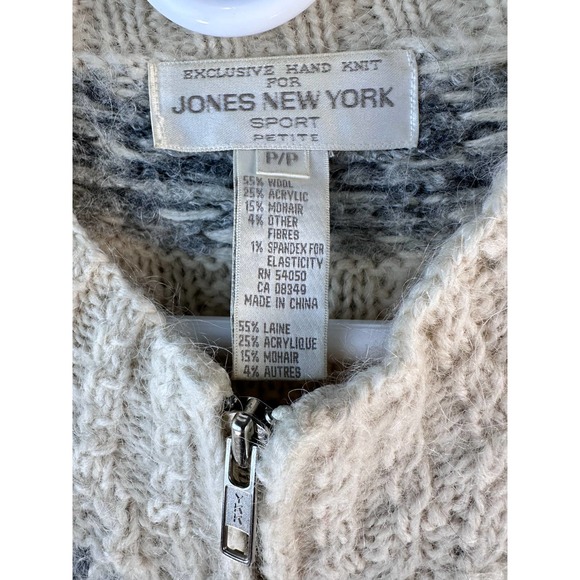 EXCLUSIVE HAND KNIT
FOR
JONES NEW YORK
SPORT
PETITE
P/P
55% WOOL
25% ACRYLIC
15% MOHAIR
4% OTHER
FIBRES
1% SPANDEX FOR
ELASTICITY
RN 54050
CA 08349
MADE IN CHINA
55% LAINE
25% ACRYLIQUE
15% MOHAIR
4% AUTRES
YKK